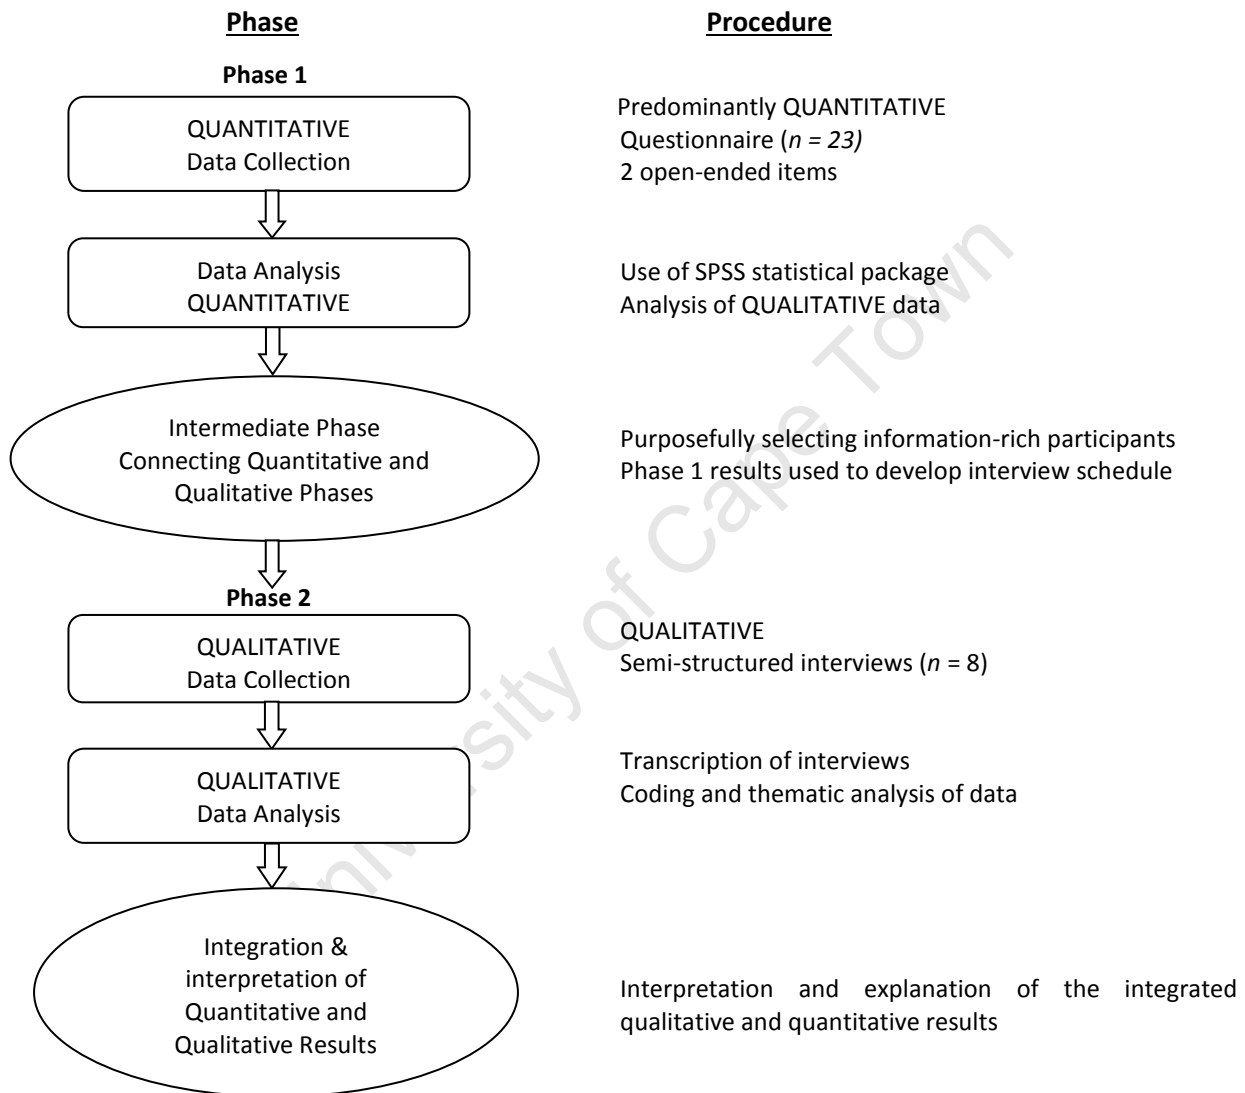 Phase
Procedure
Phase 1
QUANTITATIVE
Data Collection
Predominantly QUANTITATIVE
Questionnaire (n = 23)
2 open-ended items
Data Analysis
QUANTITATIVE
Use of SPSS statistical package
Analysis of QUALITATIVE data
Intermediate Phase
Connecting Quantitative and
Qualitative Phases
Purposefully selecting information-rich participants
Phase 1 results used to develop interview schedule
Phase 2
QUALITATIVE
Data Collection
QUALITATIVE
Semi-structured interviews (n = 8)
QUALITATIVE
Data Analysis
Transcription of interviews
Coding and thematic analysis of data
Integration &
interpretation of
Quantitative and
Qualitative Results
Interpretation and explanation of the integrated
qualitative and quantitative results
University of Cape Town